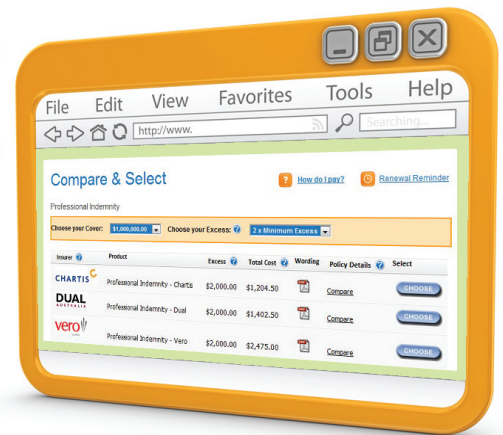 File Edit View Favorites Tools Help
http://www. Searching...
Compare & Select ? How do I pay? Renewal Reminder
Professional Indemnity
Choose your Cover: $1,000,000.00 Choose your Excess: ? 2 x Minimum Excess
Insurer ? Product Excess ? Total Cost ? Wording Policy Details ? Select
CHARTIS Professional Indemnity - Chartis $2,000.00 $1,204.50 Compare CHOOSE
DUAL AUSTRALIA Professional Indemnity - Dual $2,000.00 $1,402.50 Compare CHOOSE
vero Professional Indemnity - Vero $2,000.00 $2,475.00 Compare CHOOSE